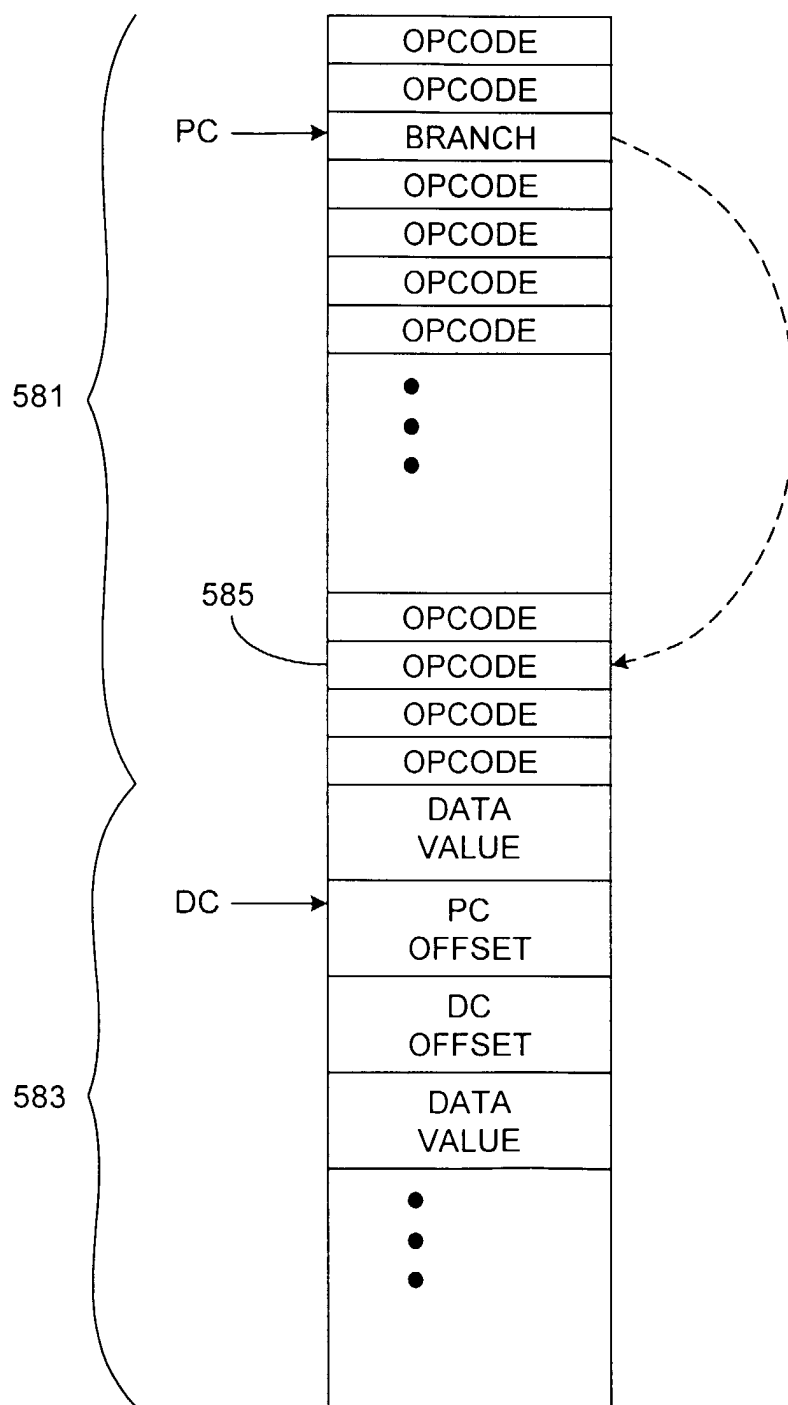 OPCODE
OPCODE
PC
BRANCH
OPCODE
OPCODE
OPCODE
OPCODE
581
585
OPCODE
OPCODE
OPCODE
OPCODE
DATA
VALUE
DC
PC
OFFSET
DC
OFFSET
583
DATA
VALUE